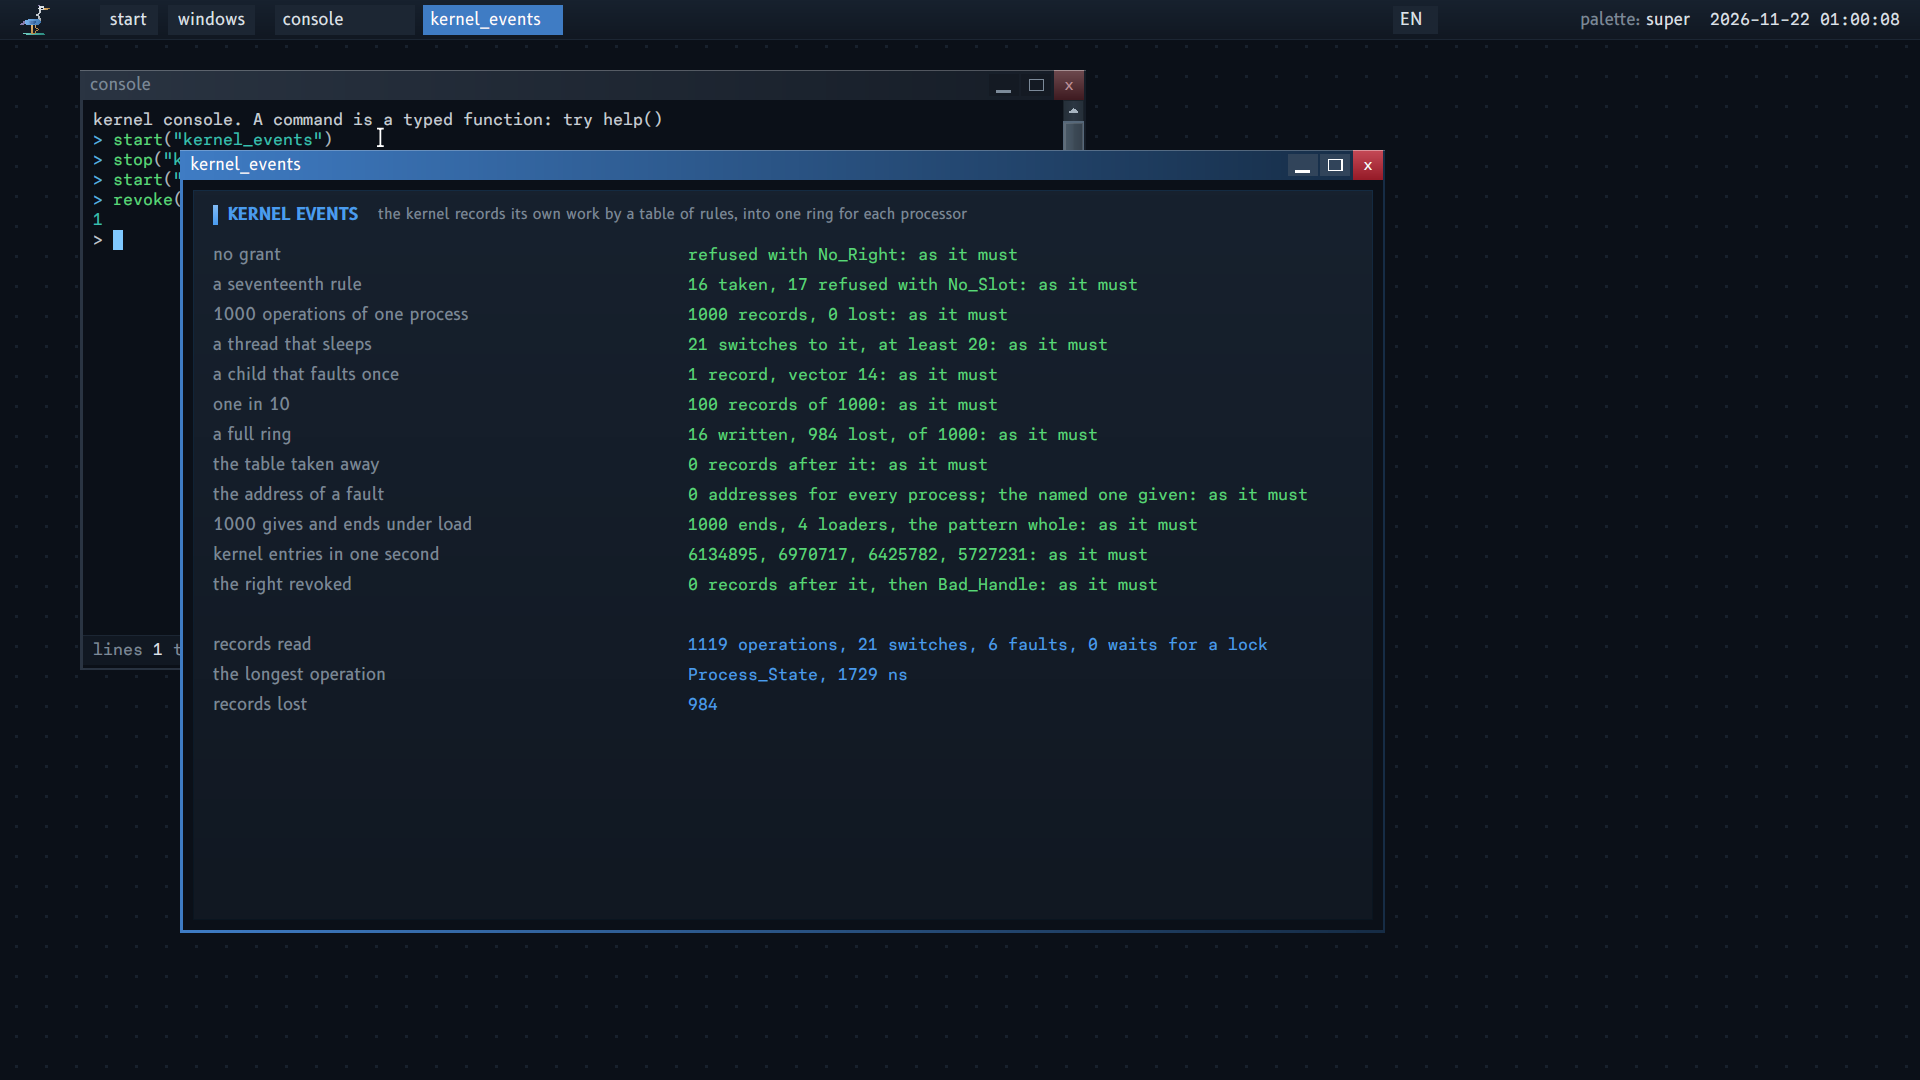 start windows console kernel_events EN palette: super 2026-11-22 01:00:08
console x
kernel console. A command is a typed function: try help()
> start("kernel_events")
> stop("k
> start("
> revoke(
1
>
lines 1 t
kernel_events x
KERNEL EVENTS the kernel records its own work by a table of rules, into one ring for each processor
no grant refused with No_Right: as it must
a seventeenth rule 16 taken, 17 refused with No_Slot: as it must
1000 operations of one process 1000 records, 0 lost: as it must
a thread that sleeps 21 switches to it, at least 20: as it must
a child that faults once 1 record, vector 14: as it must
one in 10 100 records of 1000: as it must
a full ring 16 written, 984 lost, of 1000: as it must
the table taken away 0 records after it: as it must
the address of a fault 0 addresses for every process; the named one given: as it must
1000 gives and ends under load 1000 ends, 4 loaders, the pattern whole: as it must
kernel entries in one second 6134895, 6970717, 6425782, 5727231: as it must
the right revoked 0 records after it, then Bad_Handle: as it must
records read 1119 operations, 21 switches, 6 faults, 0 waits for a lock
the longest operation Process_State, 1729 ns
records lost 984